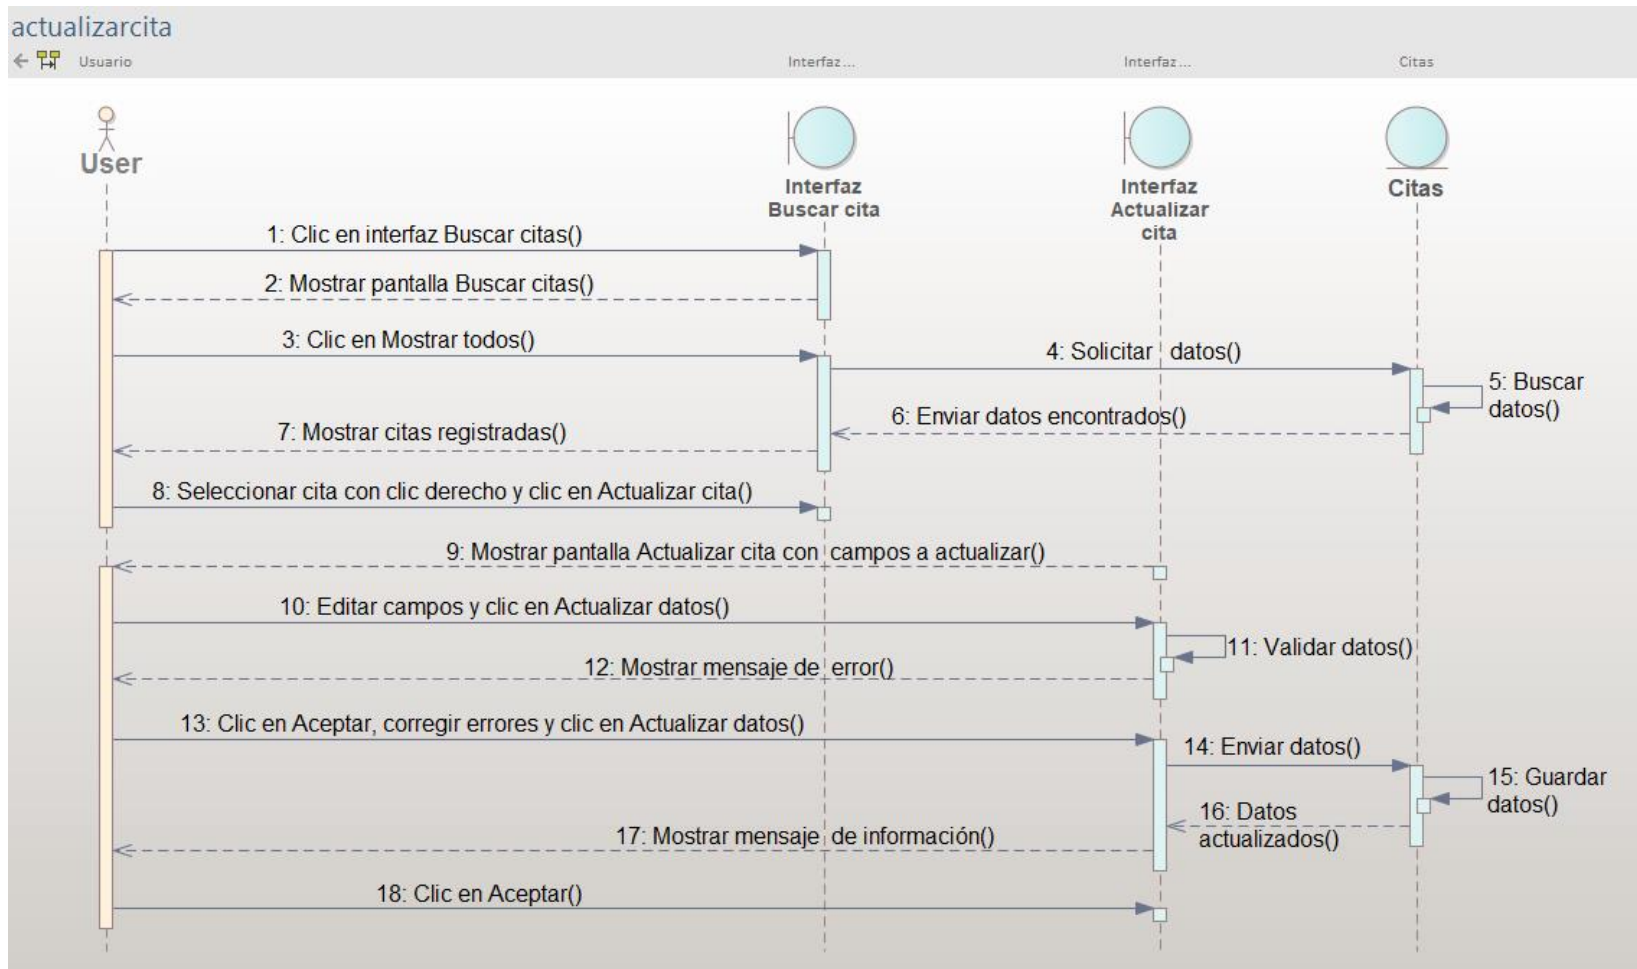 actualizarcita
Usuario
Interfaz...
Interfaz...
Citas
User
Interfaz
Buscar cita
Interfaz
Actualizar
cita
Citas
1: Clic en interfaz Buscar citas()
2: Mostrar pantalla Buscar citas()
3: Clic en Mostrar todos()
4: Solicitar datos()
5: Buscar
datos()
6: Enviar datos encontrados()
7: Mostrar citas registradas()
8: Seleccionar cita con clic derecho y clic en Actualizar cita()
9: Mostrar pantalla Actualizar cita con campos a actualizar()
10: Editar campos y clic en Actualizar datos()
11: Validar datos()
12: Mostrar mensaje de error()
13: Clic en Aceptar, corregir errores y clic en Actualizar datos()
14: Enviar datos()
15: Guardar
datos()
16: Datos
actualizados()
17: Mostrar mensaje de información()
18: Clic en Aceptar()